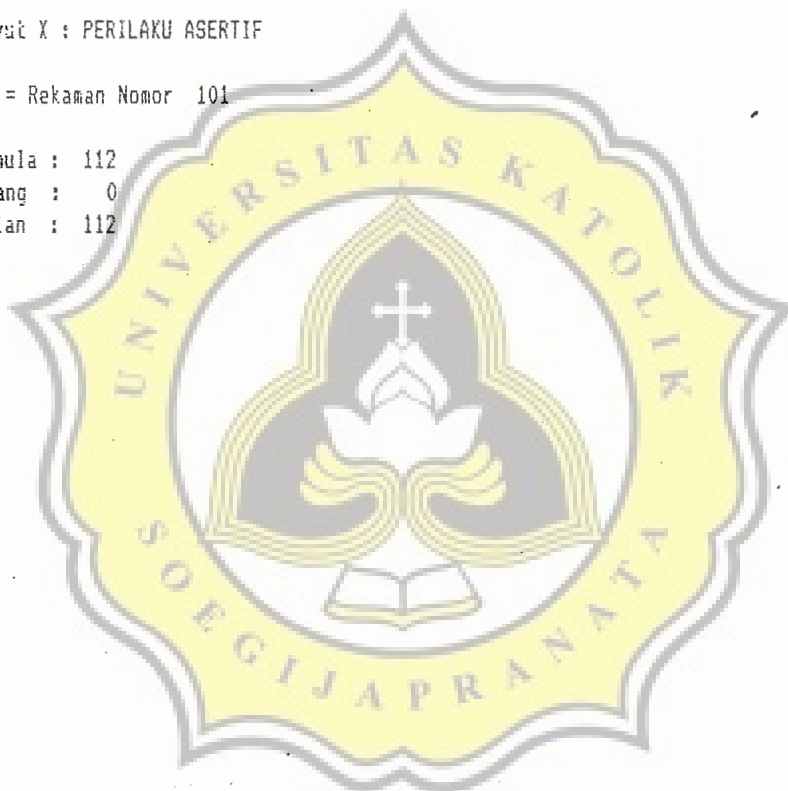 X : PERILAKU ASERTIF
= Rekaman Nomor 101
: 112
: 0
: 112
UNIVERSITAS KATOLIK
SOEGIJAPRANATA